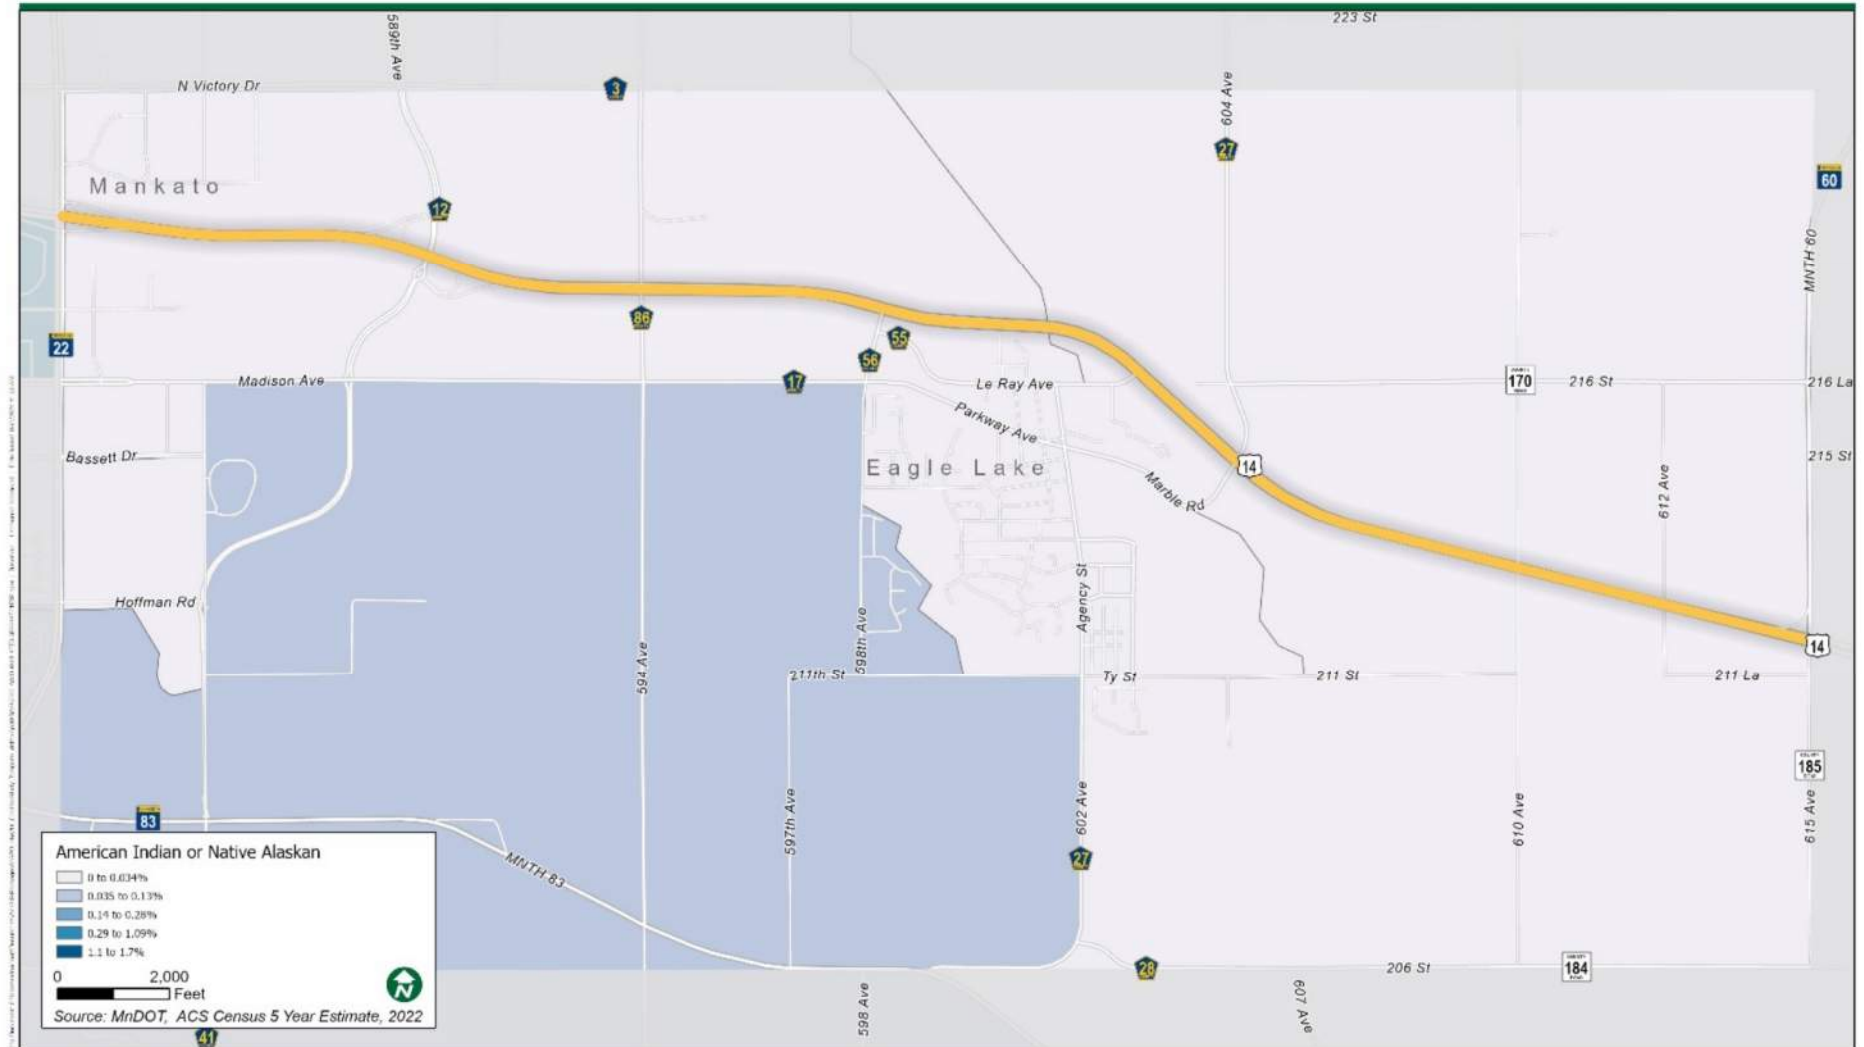 223 St
589th Ave
N Victory Dr
3
604 Ave
27
Mankato
60
12
MNTH 60
86
55
22
56
Madison Ave
17
Le Ray Ave
170
216 St
216 La
Parkway Ave
Bassett Dr
Eagle Lake
14
215 St
Marble Rd
612 Ave
Hoffman Rd
Agency St
598th Ave
594 Ave
14
211th St
Ty St
211 St
211 La
185
83
597th Ave
602 Ave
610 Ave
615 Ave
MNTH 83
27
28
206 St
184
598 Ave
607 Ave
American Indian or Native Alaskan
0 to 0.034%
0.035 to 0.13%
0.14 to 0.28%
0.29 to 1.09%
1.1 to 1.7%
0 2,000
Feet
N
Source: MnDOT, ACS Census 5 Year Estimate, 2022
41